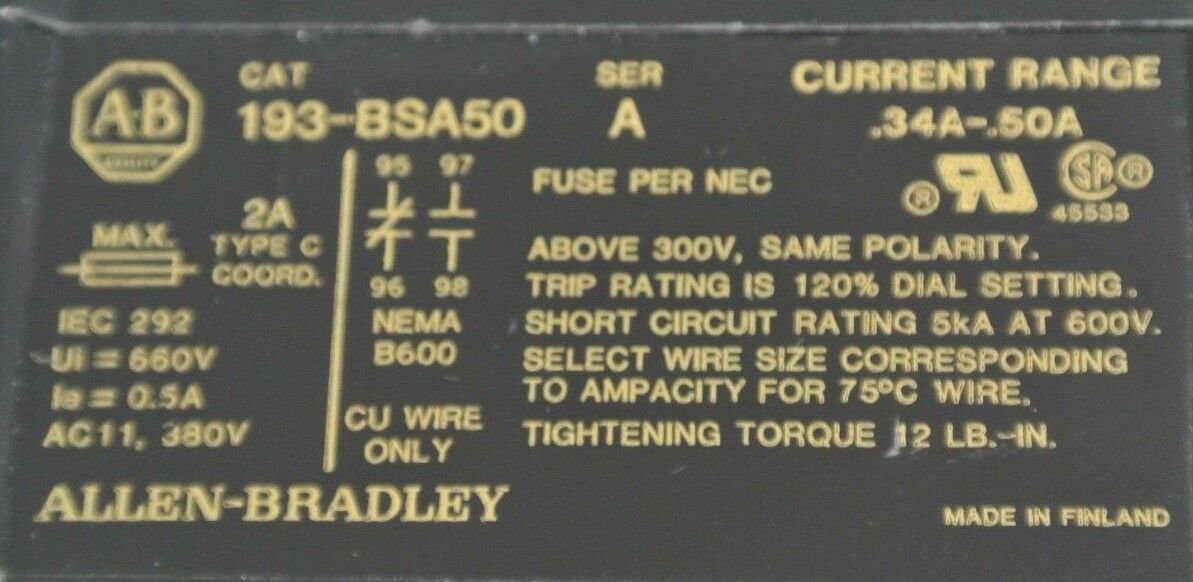 CAT
193-BSA50
SER
A
CURRENT RANGE
.34A-.50A
A-B
QUALITY
MAX.
2A
TYPE C
COORD.
IEC 292
Ui = 660V
Ie = 0.5A
AC11, 380V
95 97
96 98
NEMA
B600
CU WIRE
ONLY
FUSE PER NEC
® RU SA ®
45533
ABOVE 300V, SAME POLARITY.
TRIP RATING IS 120% DIAL SETTING.
SHORT CIRCUIT RATING 5kA AT 600V.
SELECT WIRE SIZE CORRESPONDING
TO AMPACITY FOR 75°C WIRE.
TIGHTENING TORQUE 12 LB.-IN.
ALLEN-BRADLEY
MADE IN FINLAND